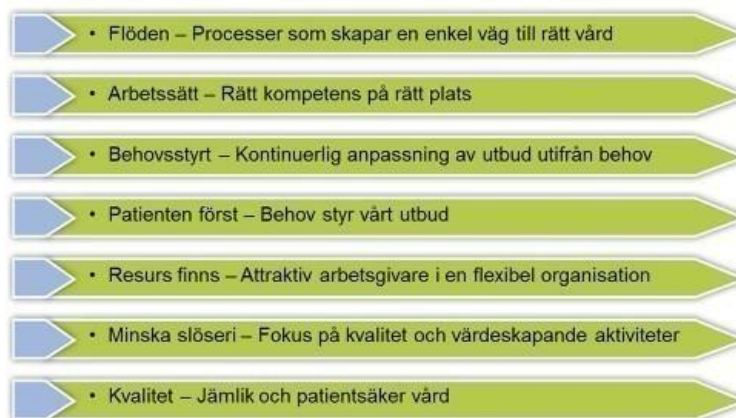 • Flöden – Processer som skapar en enkel väg till rätt vård
• Arbetssätt – Rätt kompetens på rätt plats
• Behovsstyrt – Kontinuerlig anpassning av utbud utifrån behov
• Patienten först – Behov styr vårt utbud
• Resurs finns – Attraktiv arbetsgivare i en flexibel organisation
• Minska slöseri – Fokus på kvalitet och värdeskapande aktiviteter
• Kvalitet – Jämlik och patientsäker vård